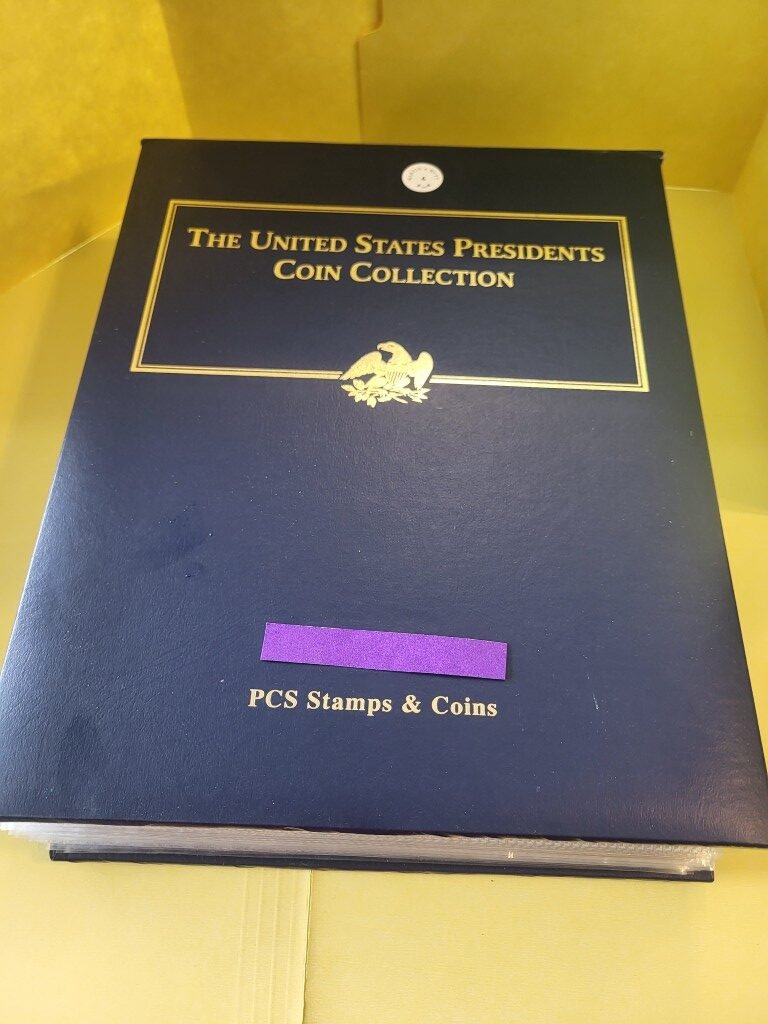 THE UNITED STATES PRESIDENTS
COIN COLLECTION
PCS Stamps & Coins